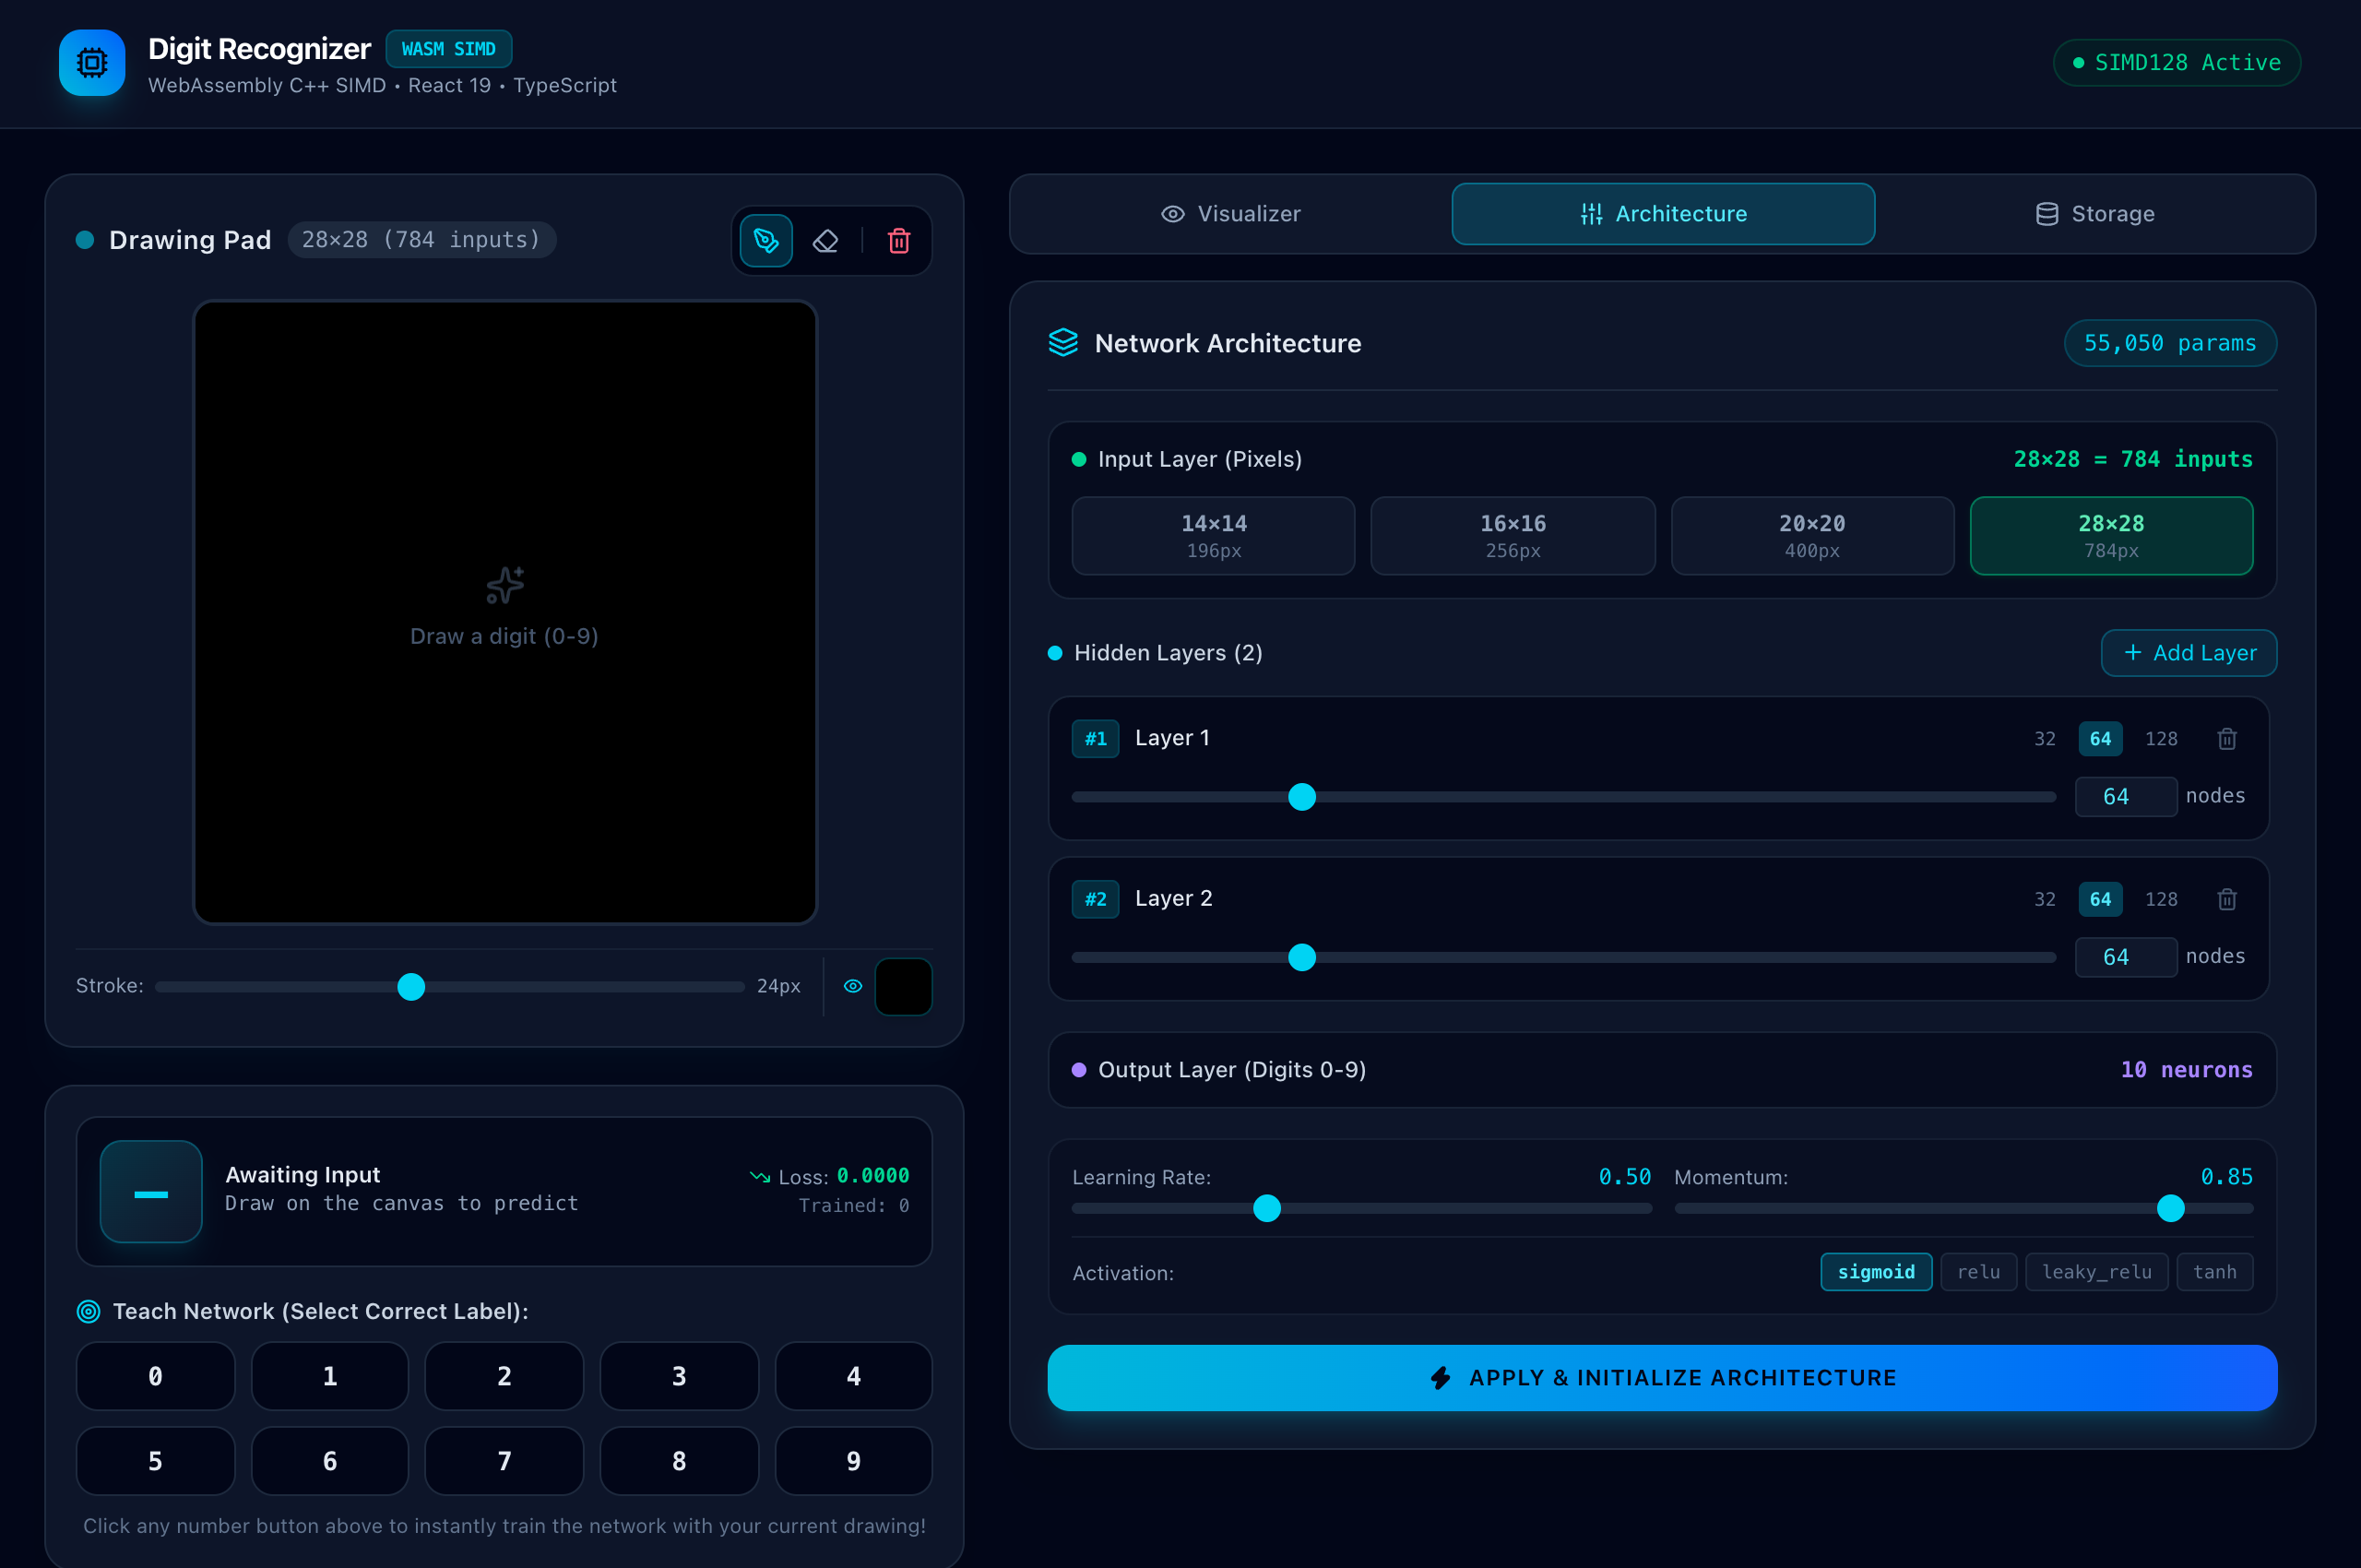 Digit Recognizer WASM SIMD
WebAssembly C++ SIMD • React 19 • TypeScript
SIMD128 Active
Drawing Pad 28×28 (784 inputs)
Draw a digit (0-9)
Stroke: 24px
Awaiting Input
Draw on the canvas to predict
Loss: 0.0000
Trained: 0
Teach Network (Select Correct Label):
0 1 2 3 4
5 6 7 8 9
Click any number button above to instantly train the network with your current drawing!
Visualizer Architecture Storage
Network Architecture 55,050 params
Input Layer (Pixels) 28×28 = 784 inputs
14×14 16×16 20×20 28×28
196px 256px 400px 784px
Hidden Layers (2) + Add Layer
#1 Layer 1 32 64 128
64 nodes
#2 Layer 2 32 64 128
64 nodes
Output Layer (Digits 0-9) 10 neurons
Learning Rate: 0.50 Momentum: 0.85
Activation: sigmoid relu leaky_relu tanh
APPLY & INITIALIZE ARCHITECTURE